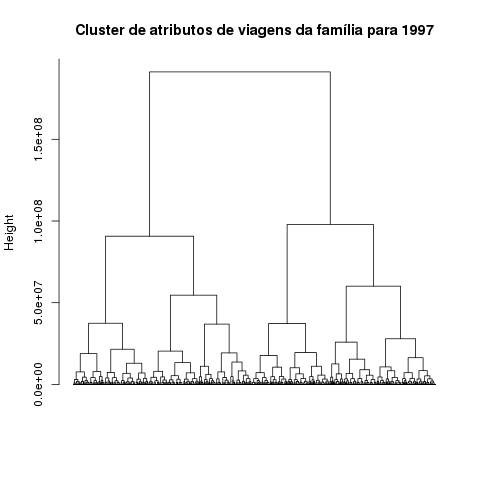 Cluster de atributos de viagens da família para 1997
Height
1.5e+08
1.0e+08
5.0e+07
0.0e+00